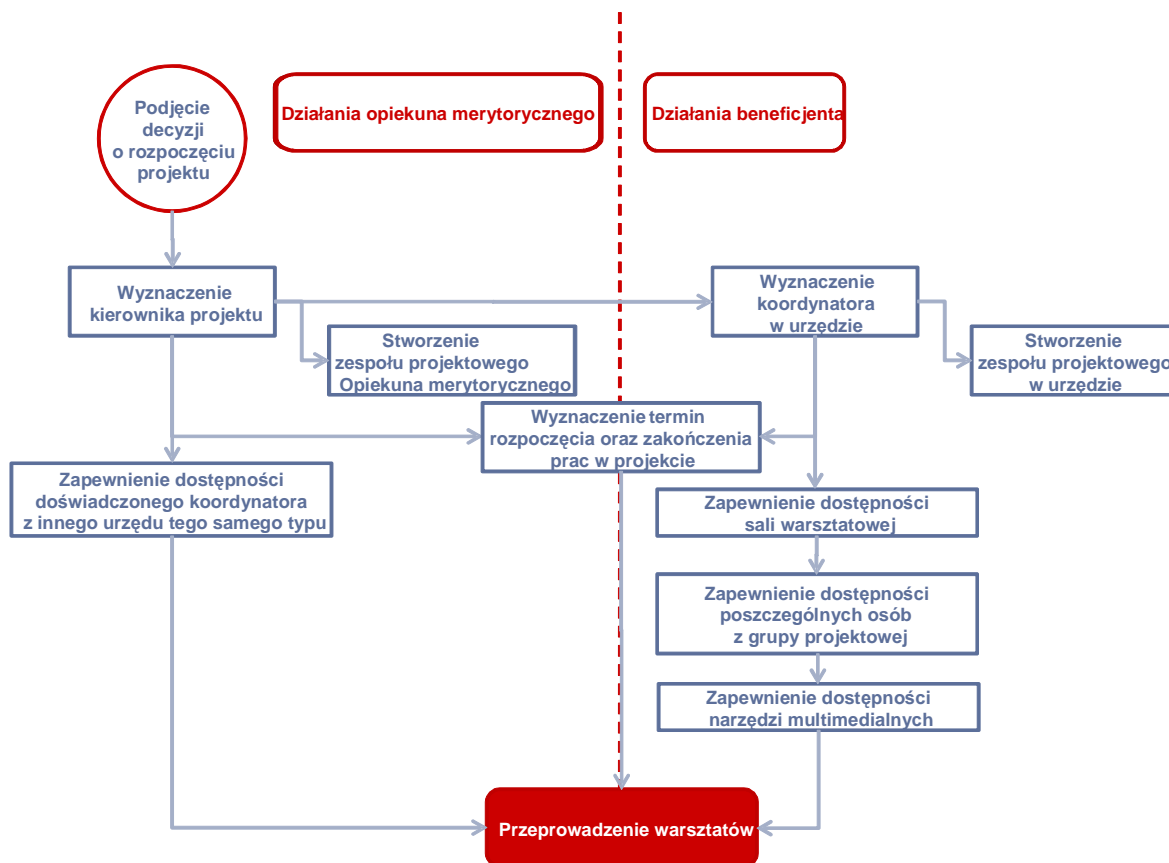 Podjęcie
decyzji
o rozpoczęciu
projektu
Działania opiekuna merytorycznego
Działania beneficjenta
Wyznaczenie
kierownika projektu
Wyznaczenie
koordynatora
w urzędzie
Stworzenie
zespołu projektowego
Opiekuna merytorycznego
Stworzenie
zespołu projektowego
w urzędzie
Wyznaczenie termin
rozpoczęcia oraz zakończenia
prac w projekcie
Zapewnienie dostępności
doświadczonego koordynatora
z innego urzędu tego samego typu
Zapewnienie dostępności
sali warsztatowej
Zapewnienie dostępności
poszczególnych osób
z grupy projektowej
Zapewnienie dostępności
narzędzi multimedialnych
Przeprowadzenie warsztatów